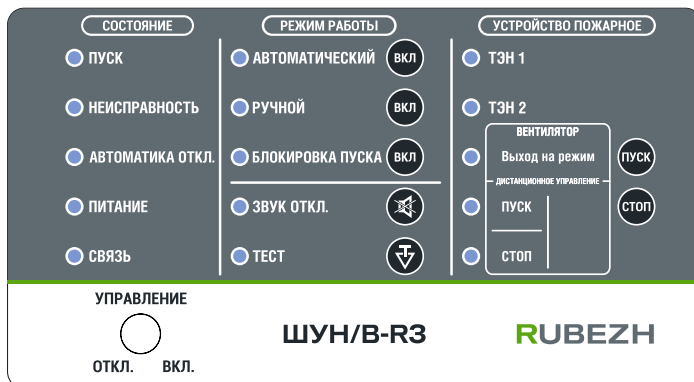 СОСТОЯНИЕ
ПУСК
НЕИСПРАВНОСТЬ
АВТОМАТИКА ОТКЛ.
ПИТАНИЕ
СВЯЗЬ
РЕЖИМ РАБОТЫ
АВТОМАТИЧЕСКИЙ ВКЛ
РУЧНОЙ ВКЛ
БЛОКИРОВКА ПУСКА ВКЛ
ЗВУК ОТКЛ.
ТЕСТ
УСТРОЙСТВО ПОЖАРНОЕ
ТЭН 1
ТЭН 2
ВЕНТИЛЯТОР
Выход на режим ПУСК
ДИСТАНЦИОННОЕ УПРАВЛЕНИЕ
ПУСК СТОП
СТОП
УПРАВЛЕНИЕ
ОТКЛ. ВКЛ.
ШУН/В-R3
RUBEZH